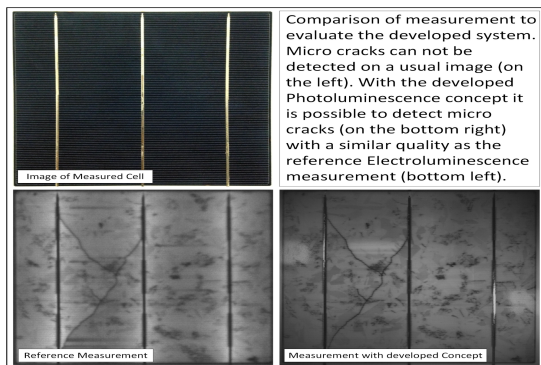 Comparison of measurement to
evaluate the developed system.
Micro cracks can not be
detected on a usual image (on
the left). With the developed
Photoluminescence concept it
is possible to detect micro
cracks (on the bottom right)
with a similar quality as the
reference Electroluminescence
measurement (bottom left).
Image of Measured Cell
Reference Measurement
Measurement with developed Concept